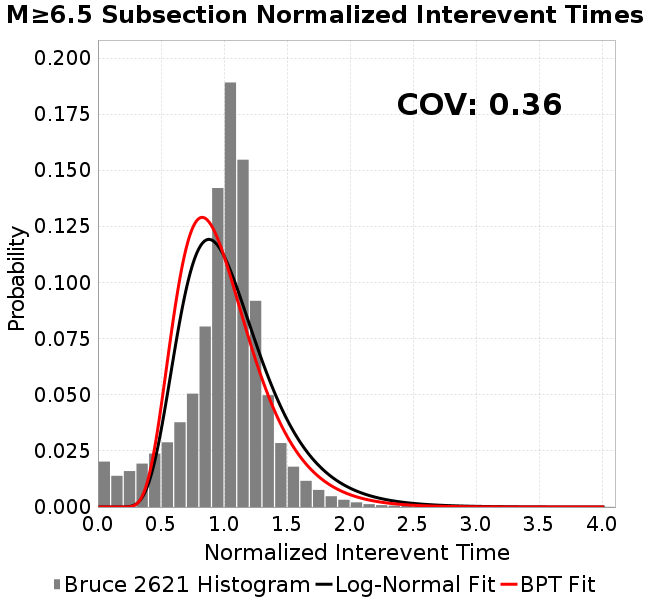 M≥6.5 Subsection Normalized Interevent Times
COV: 0.36
Probability
0.200
0.175
0.150
0.125
0.100
0.075
0.050
0.025
0.000
0.0 0.5 1.0 1.5 2.0 2.5 3.0 3.5 4.0
Normalized Interevent Time
Bruce 2621 Histogram Log-Normal Fit BPT Fit